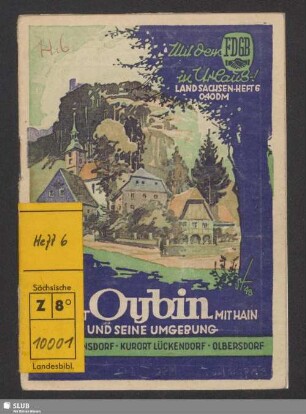 H.6
Mit dem FDGB
in Urlaub!
LAND SACHSEN-HEFT 6
0,40 DM
Heft 6
Sächsische
Z 8°
10001
Landesbibl.
Oybin MIT HAIN
UND SEINE UMGEBUNG
NSDORF · KURORT LÜCKENDORF · OLBERSDORF
SLUB